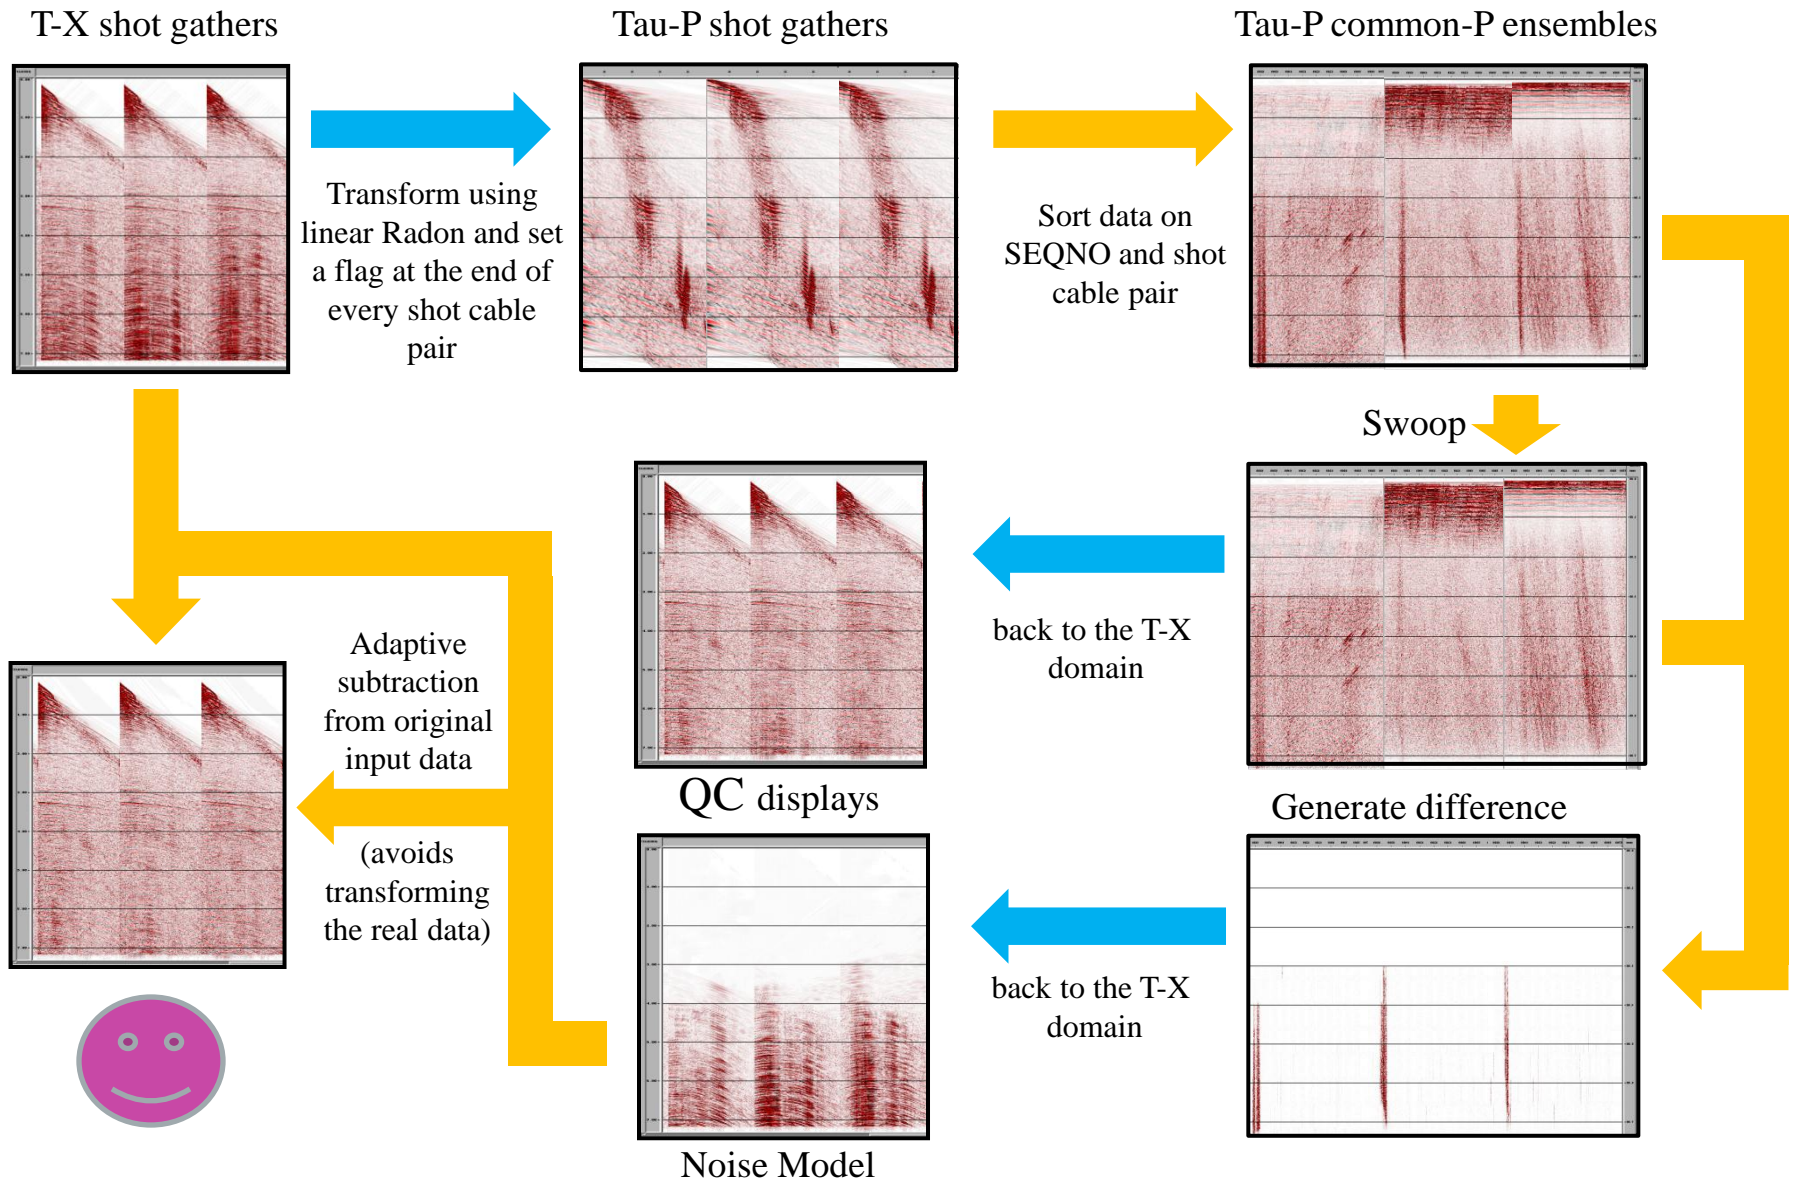 T-X shot gathers
Tau-P shot gathers
Tau-P common-P ensembles
Transform using
linear Radon and set
a flag at the end of
every shot cable
pair
Sort data on
SEQNO and shot
cable pair
Swoop
back to the T-X
domain
Adaptive
subtraction
from original
input data
(avoids
transforming
the real data)
QC displays
Generate difference
back to the T-X
domain
Noise Model